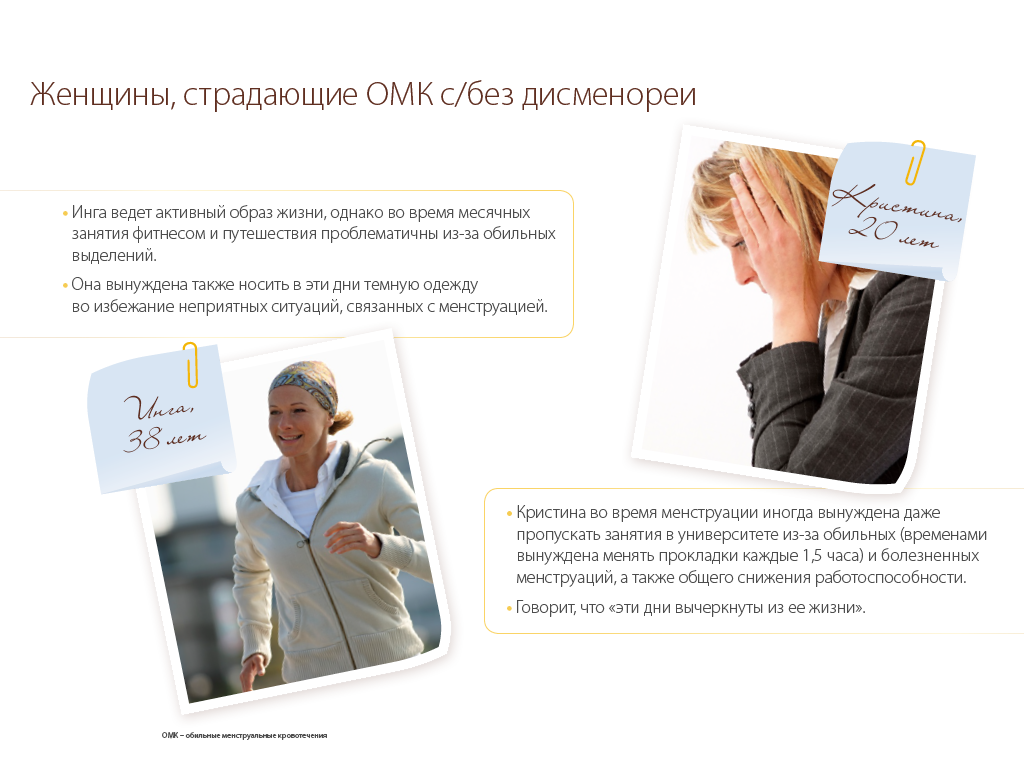 Женщины, страдающие ОМК с/без дисменореи
• Инга ведет активный образ жизни, однако во время месячных
занятия фитнесом и путешествия проблематичны из-за обильных
выделений.
• Она вынуждена также носить в эти дни темную одежду
во избежание неприятных ситуаций, связанных с менструацией.
Кристина,
20 лет
Инга,
38 лет
• Кристина во время менструации иногда вынуждена даже
пропускать занятия в университете из-за обильных (временами
вынуждена менять прокладки каждые 1,5 часа) и болезненных
менструаций, а также общего снижения работоспособности.
• Говорит, что «эти дни вычеркнуты из ее жизни».
ОМК – обильные менструальные кровотечения